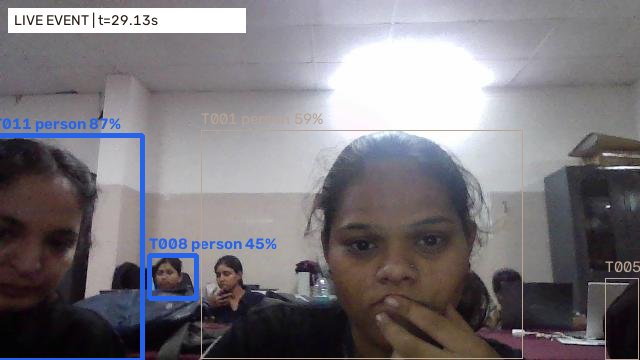 LIVE EVENT | t=29.13s
T011 person 87%
T001 person 59%
T008 person 45%
T005